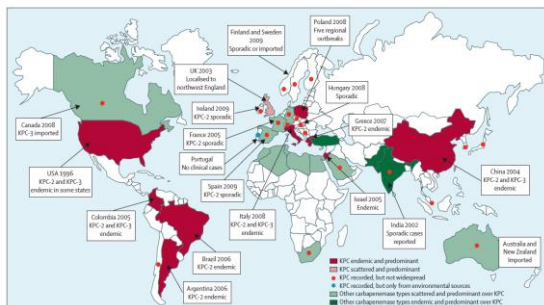 Finland and Sweden
2009
Sporadic or imported
Poland 2008
Five regional
outbreaks
UK 2003
Localised to
northwest England
Hungary 2008
Sporadic
Ireland 2009
KPC-2 sporadic
Greece 2007
KPC-2 endemic
Canada 2008
KPC-3 imported
France 2005
KPC-2 sporadic
USA 1996
KPC-2 and KPC-3
endemic in some states
Portugal
No clinical cases
China 2004
KPC-2 and KPC-3
endemic
Spain 2009
KPC-2 sporadic
Israel 2005
Endemic
Colombia 2005
KPC-2 and KPC-3
endemic
Italy 2008
KPC-2 and KPC-3
endemic
India 2002
Sporadic cases
reported
Australia and
New Zealand
Imported
Brazil 2006
KPC-2 endemic
Argentina 2006
KPC-2 endemic
KPC endemic and predominant
KPC scattered and predominant
KPC recorded, but not widespread
KPC recorded, but only from environmental sources
Other carbapenemase types scattered and predominant over KPC
Other carbapenemase types endemic and predominant over KPC